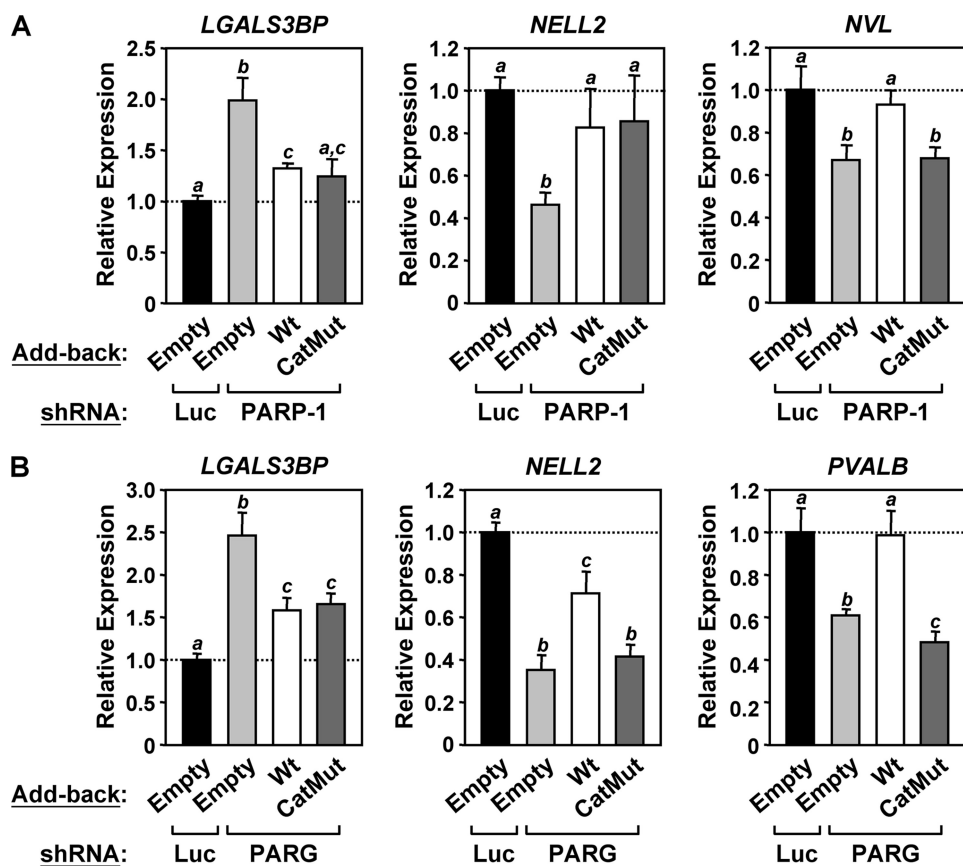 A
LGALS3BP NELL2 NVL
Relative Expression
2.5
2.0
1.5
1.0
0.5
0
a b c a,c
Relative Expression
1.2
1.0
0.8
0.6
0.4
0.2
0
a b a a
Relative Expression
1.2
1.0
0.8
0.6
0.4
0.2
0
a b a b
Add-back: Empty Empty Wt CatMut Empty Empty Wt CatMut Empty Empty Wt CatMut
shRNA: Luc PARP-1 Luc PARP-1 Luc PARP-1
B
LGALS3BP NELL2 PVALB
Relative Expression
3.0
2.5
2.0
1.5
1.0
0.5
0
a b c c
Relative Expression
1.2
1.0
0.8
0.6
0.4
0.2
0
a b c b
Relative Expression
1.2
1.0
0.8
0.6
0.4
0.2
0
a b a c
Add-back: Empty Empty Wt CatMut Empty Empty Wt CatMut Empty Empty Wt CatMut
shRNA: Luc PARG Luc PARG Luc PARG